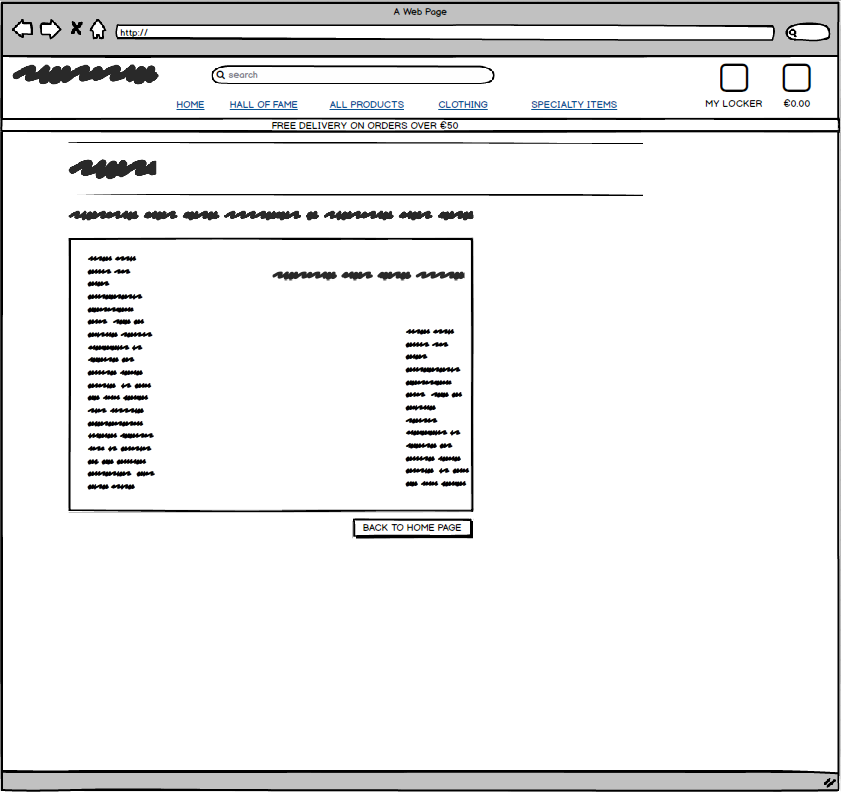 A Web Page
http://
search
HOME HALL OF FAME ALL PRODUCTS CLOTHING SPECIALTY ITEMS
MY LOCKER €0.00
FREE DELIVERY ON ORDERS OVER €50
BACK TO HOME PAGE